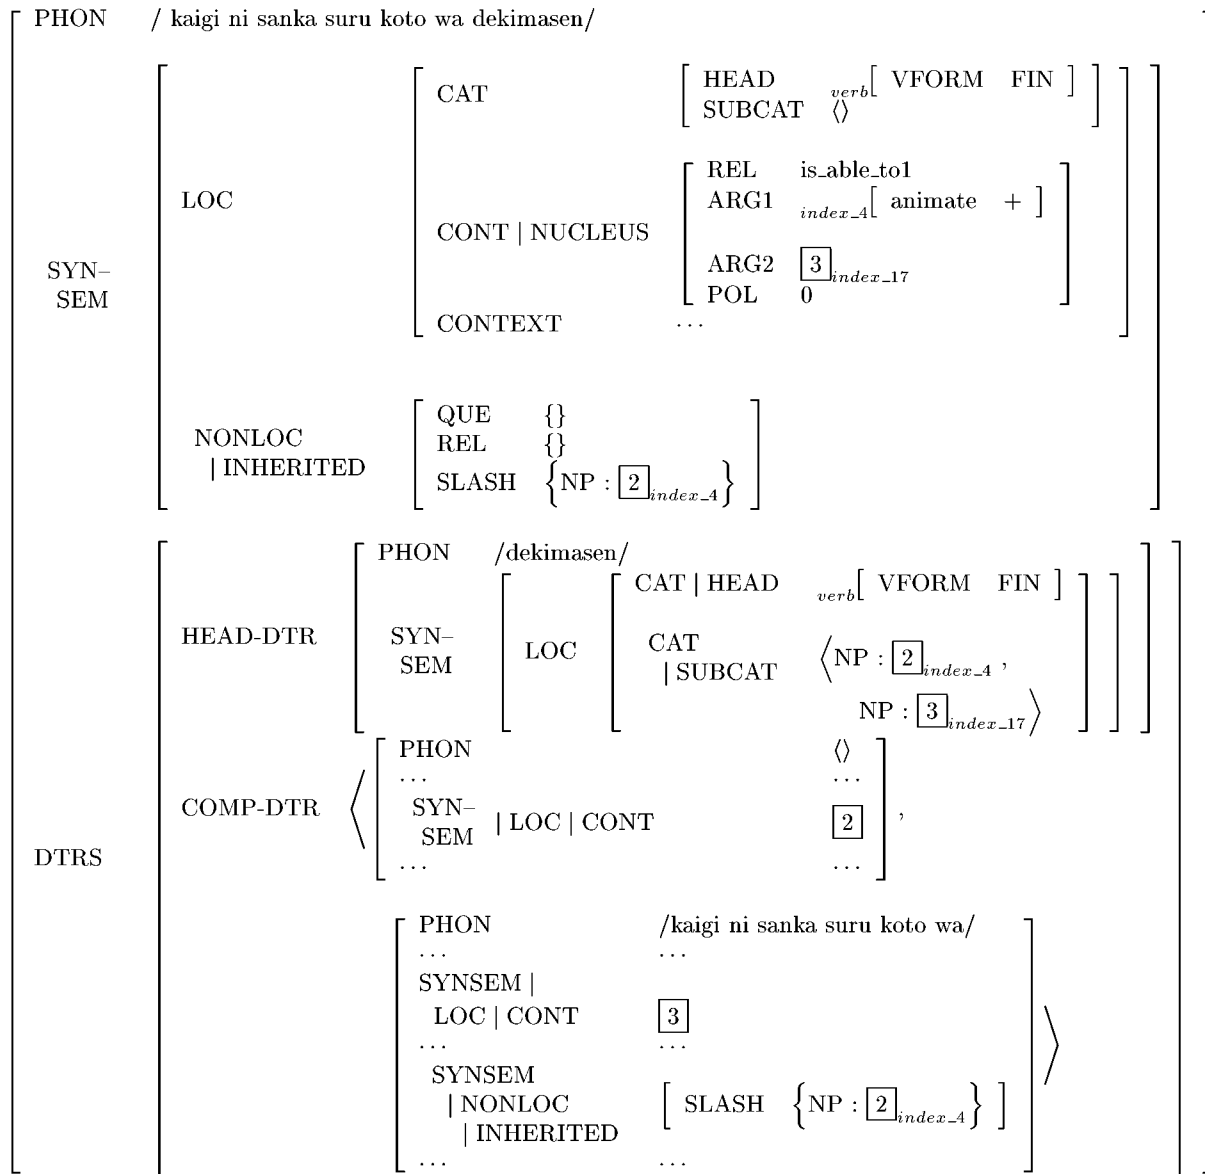 PHON / kaigi ni sanka suru koto wa dekimasen/
CAT HEAD verb[ VFORM FIN ]
SUBCAT ⟨⟩
LOC REL is_able_to1
ARG1 index_4[ animate + ]
CONT | NUCLEUS
ARG2 3 index_17
SYN–
SEM
POL 0
CONTEXT ...
QUE {}
NONLOC REL {}
| INHERITED
SLASH {NP : 2 index_4}
PHON /dekimasen/
CAT | HEAD verb[ VFORM FIN ]
HEAD-DTR SYN–
SEM LOC CAT
| SUBCAT ⟨NP : 2 index_4 ,
NP : 3 index_17⟩
PHON ⟨⟩
... ...
COMP-DTR ⟨ SYN–
SEM | LOC | CONT 2 ,
... ...
DTRS
PHON /kaigi ni sanka suru koto wa/
... ...
SYNSEM |
LOC | CONT 3
... ...
SYNSEM
| NONLOC [ SLASH {NP : 2 index_4} ] ⟩
| INHERITED
... ...